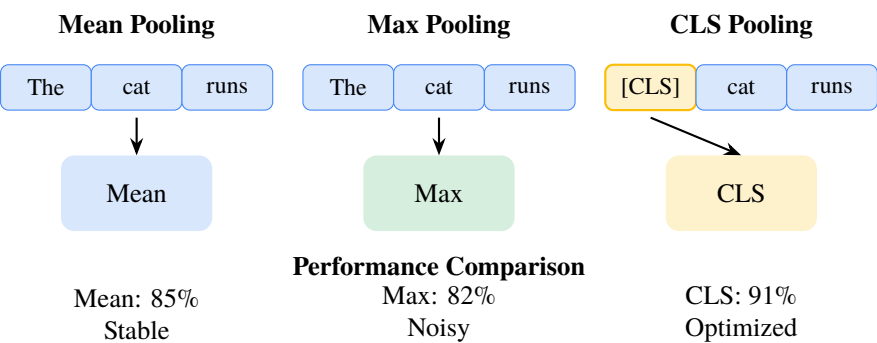 Mean Pooling Max Pooling CLS Pooling
The cat runs The cat runs [CLS] cat runs
Mean Max CLS
Performance Comparison
Mean: 85% Max: 82% CLS: 91%
Stable Noisy Optimized